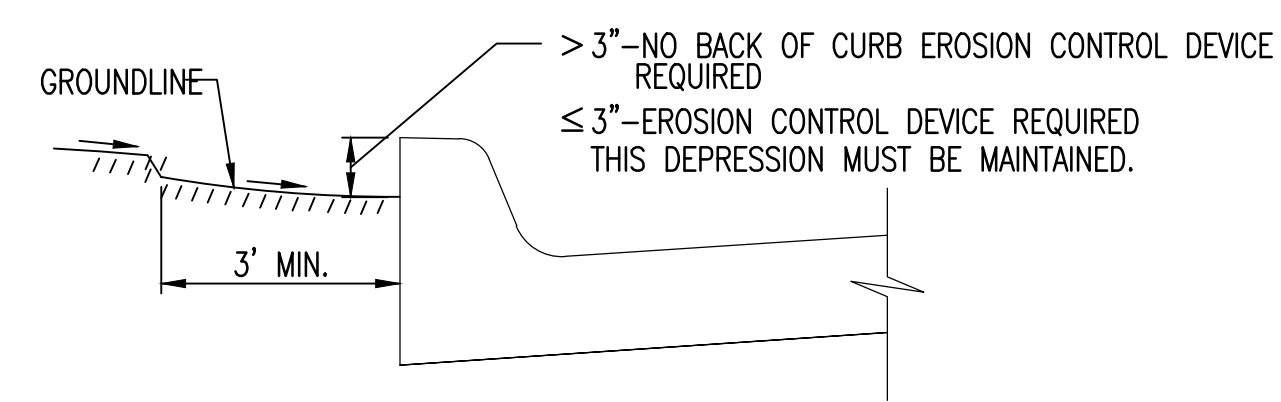 > 3"-NO BACK OF CURB EROSION CONTROL DEVICE
REQUIRED
GROUNDLINE
≤ 3"-EROSION CONTROL DEVICE REQUIRED
THIS DEPRESSION MUST BE MAINTAINED.
3' MIN.